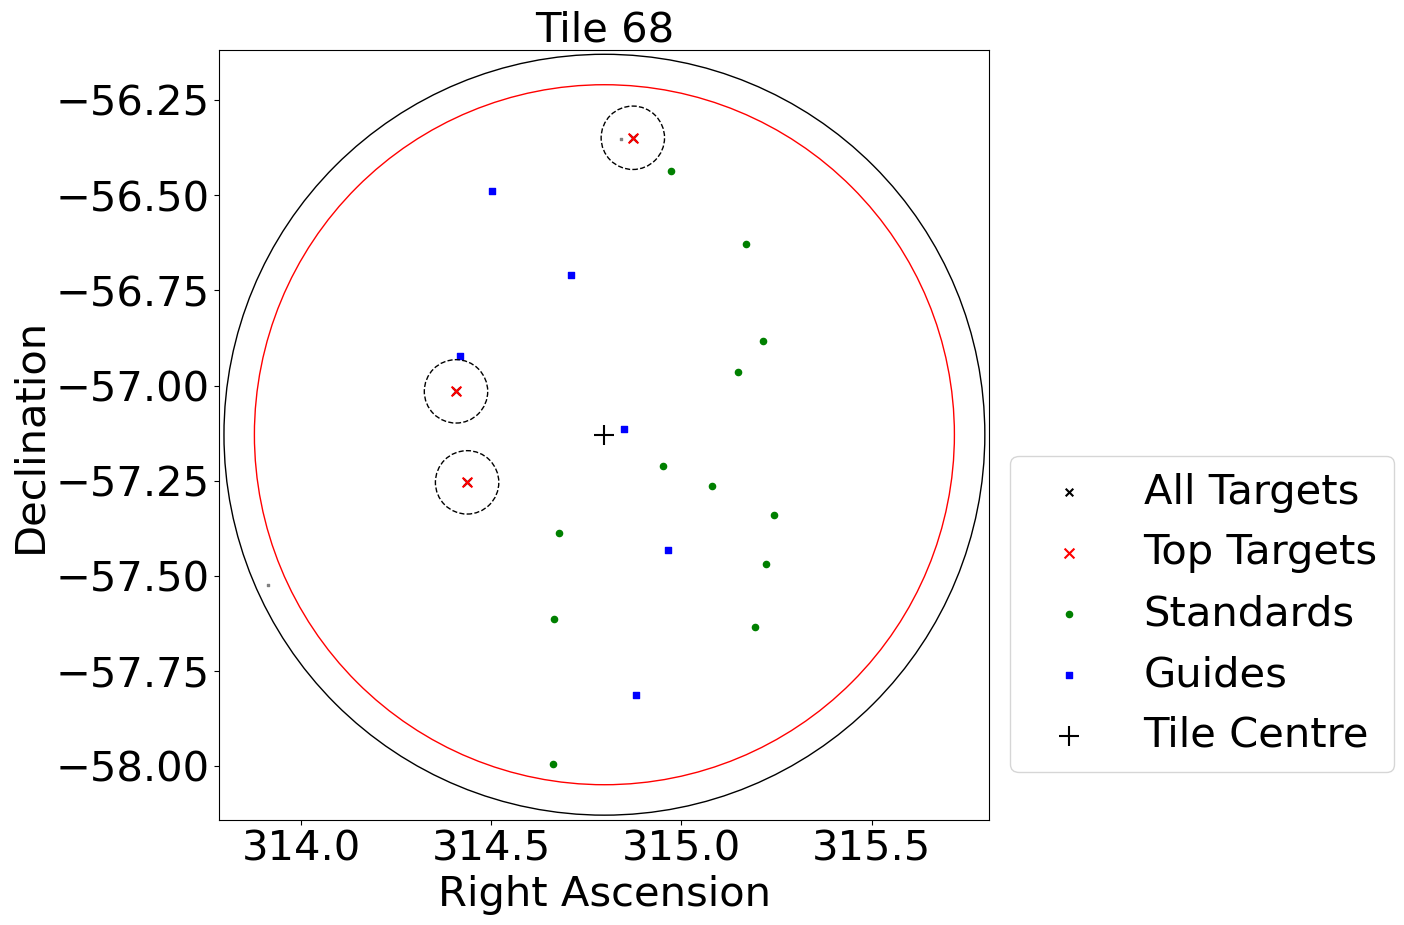 Tile 68
Declination
−56.25
−56.50
−56.75
−57.00
−57.25
−57.50
−57.75
−58.00
314.0 314.5 315.0 315.5
Right Ascension
All Targets
Top Targets
Standards
Guides
Tile Centre